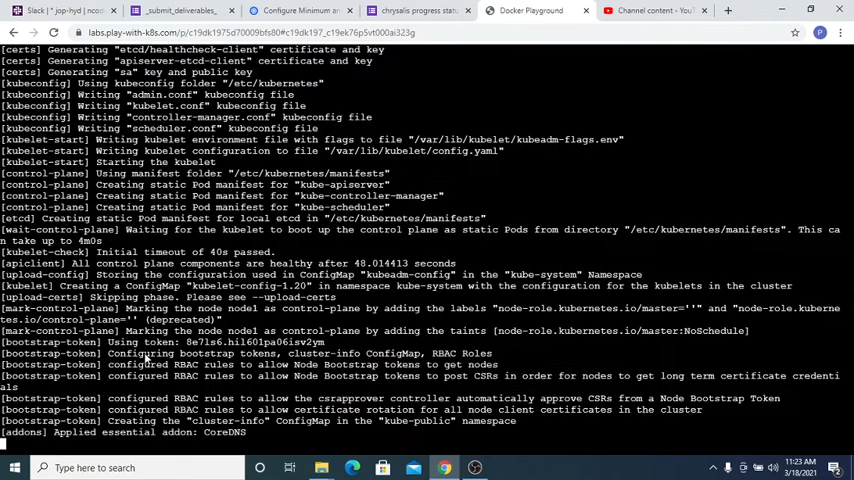 Slack | * jop-hyd | ncod
_submit_deliverables_
Configure Minimum an
chrysalis progress statu
Docker Playground
Channel content - YouT
labs.play-with-k8s.com/p/c19dk1975d70009bfs80#c19dk197_c19ek76p5vt000ai323g
[certs] Generating "etcd/healthcheck-client" certificate and key
[certs] Generating "apiserver-etcd-client" certificate and key
[certs] Generating "sa" key and public key
[kubeconfig] Using kubeconfig folder "/etc/kubernetes"
[kubeconfig] Writing "admin.conf" kubeconfig file
[kubeconfig] Writing "kubelet.conf" kubeconfig file
[kubeconfig] Writing "controller-manager.conf" kubeconfig file
[kubeconfig] Writing "scheduler.conf" kubeconfig file
[kubelet-start] Writing kubelet environment file with flags to file "/var/lib/kubelet/kubeadm-flags.env"
[kubelet-start] Writing kubelet configuration to file "/var/lib/kubelet/config.yaml"
[kubelet-start] Starting the kubelet
[control-plane] Using manifest folder "/etc/kubernetes/manifests"
[control-plane] Creating static Pod manifest for "kube-apiserver"
[control-plane] Creating static Pod manifest for "kube-controller-manager"
[control-plane] Creating static Pod manifest for "kube-scheduler"
[etcd] Creating static Pod manifest for local etcd in "/etc/kubernetes/manifests"
[wait-control-plane] Waiting for the kubelet to boot up the control plane as static Pods from directory "/etc/kubernetes/manifests". This ca
n take up to 4m0s
[kubelet-check] Initial timeout of 40s passed.
[apiclient] All control plane components are healthy after 48.014413 seconds
[upload-config] Storing the configuration used in ConfigMap "kubeadm-config" in the "kube-system" Namespace
[kubelet] Creating a ConfigMap "kubelet-config-1.20" in namespace kube-system with the configuration for the kubelets in the cluster
[upload-certs] Skipping phase. Please see --upload-certs
[mark-control-plane] Marking the node node1 as control-plane by adding the labels "node-role.kubernetes.io/master=''" and "node-role.kuberne
tes.io/control-plane='' (deprecated)"
[mark-control-plane] Marking the node node1 as control-plane by adding the taints [node-role.kubernetes.io/master:NoSchedule]
[bootstrap-token] Using token: 8e7ls6.hil601pa06isv2ym
[bootstrap-token] Configuring bootstrap tokens, cluster-info ConfigMap, RBAC Roles
[bootstrap-token] configured RBAC rules to allow Node Bootstrap tokens to get nodes
[bootstrap-token] configured RBAC rules to allow Node Bootstrap tokens to post CSRs in order for nodes to get long term certificate credenti
als
[bootstrap-token] configured RBAC rules to allow the csrapprover controller automatically approve CSRs from a Node Bootstrap Token
[bootstrap-token] configured RBAC rules to allow certificate rotation for all node client certificates in the cluster
[bootstrap-token] Creating the "cluster-info" ConfigMap in the "kube-public" namespace
[addons] Applied essential addon: CoreDNS
Type here to search
11:23 AM
3/18/2021
P